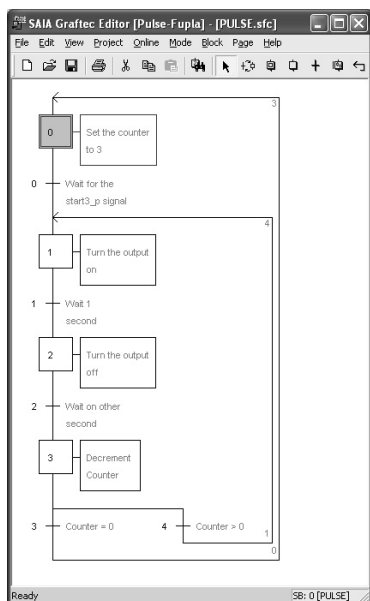 SAIA Graftec Editor [Pulse-Fupla] - [PULSE.sfc]
File Edit View Project Online Mode Block Page Help
3
0
Set the counter
to 3
0
Wait for the
start3_p signal
4
1
Turn the output
on
1
Wait 1
second
2
Turn the output
off
2
Wait on other
second
3
Decrement
Counter
3
Counter = 0
4
Counter > 0
1
0
Ready
SB: 0 [PULSE]